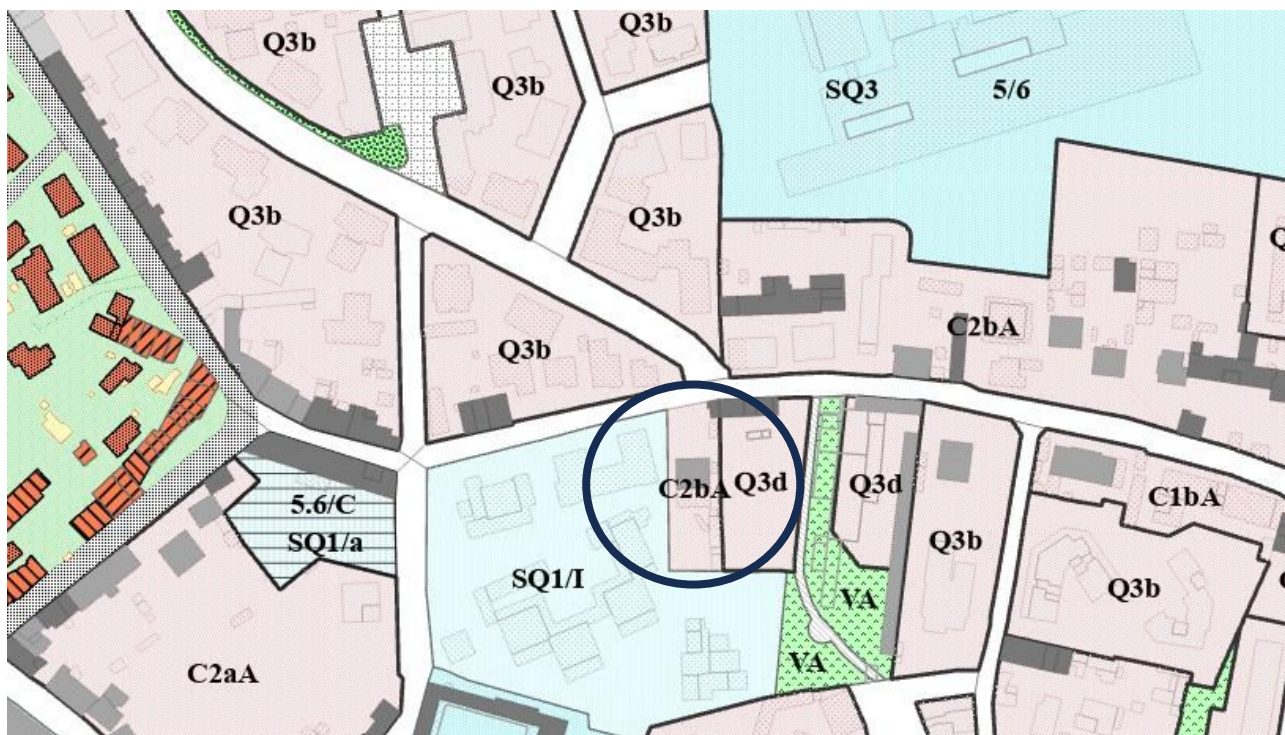 Q3b
Q3b
Q3b
SQ3
5/6
Q3b
Q3b
Q
Q3b
C2bA
5.6/C
SQ1/a
C2bA
Q3d
Q3d
C1bA
Q3b
SQ1/I
VA
Q3b
VA
C2aA